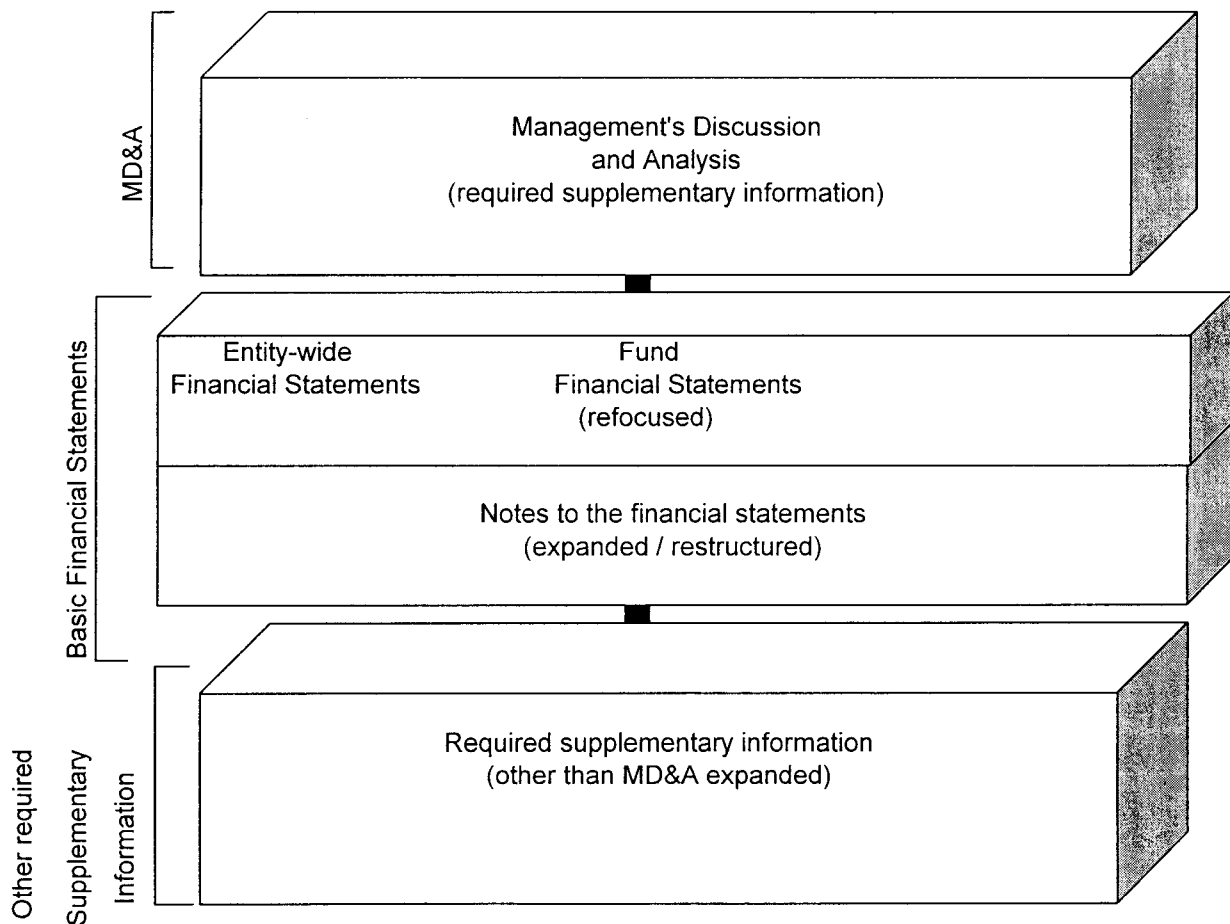 MD&A
Management's Discussion
and Analysis
(required supplementary information)
Basic Financial Statements
Entity-wide
Financial Statements
Fund
Financial Statements
(refocused)
Notes to the financial statements
(expanded / restructured)
Other required
Supplementary
Information
Required supplementary information
(other than MD&A expanded)